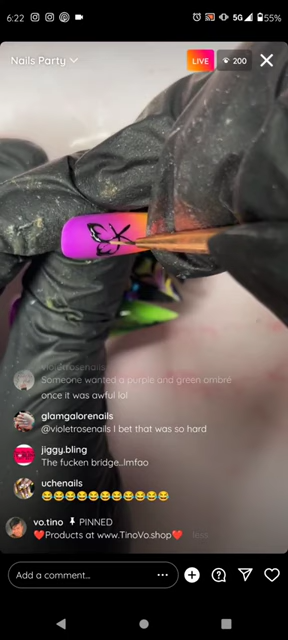 6:22
5G
55%
Nails Party
LIVE
200
violetrosenails
Someone wanted a purple and green ombré
once it was awful lol
glamgalorenails
@violetrosenails I bet that was so hard
jiggy.bling
The fucken bridge..lmfao
uchenails
😂😂😂😂😂😂😂😂😂😂😂
vo.tino 📌 PINNED
❤️Products at www.TinoVo.shop❤️ less
Add a comment...